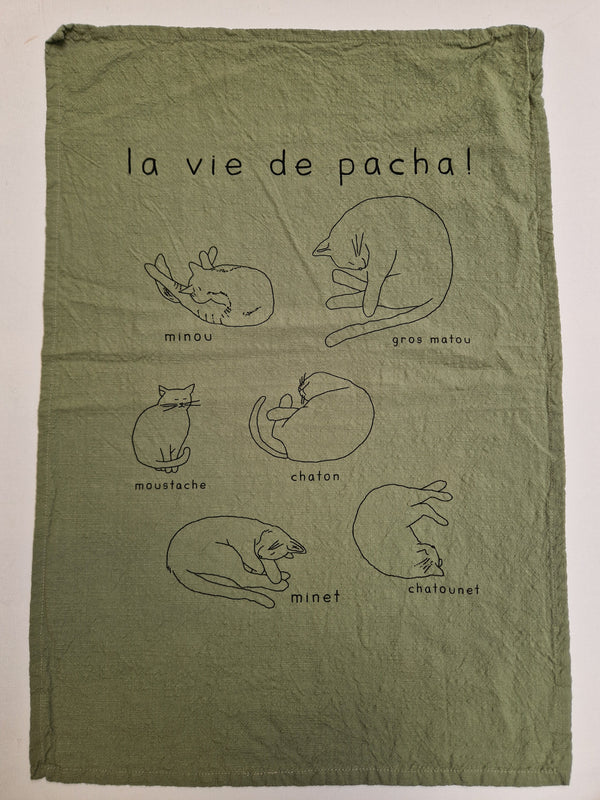 la vie de pacha!
minou
gros matou
moustache
chaton
minet
chatounet